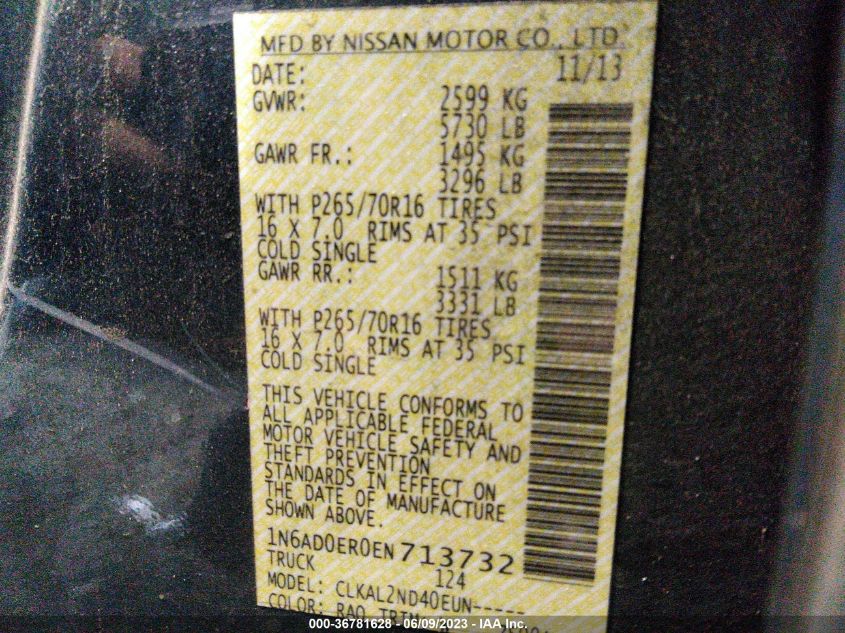 MFD BY NISSAN MOTOR CO., LTD.
DATE: 11/13
GVWR: 2599 KG
5730 LB
GAWR FR.: 1495 KG
3296 LB
WITH P265/70R16 TIRES
16 X 7.0 RIMS AT 35 PSI
COLD SINGLE
GAWR RR.: 1511 KG
3331 LB
WITH P265/70R16 TIRES
16 X 7.0 RIMS AT 35 PSI
COLD SINGLE
THIS VEHICLE CONFORMS TO
ALL APPLICABLE FEDERAL
MOTOR VEHICLE SAFETY AND
THEFT PREVENTION
STANDARDS IN EFFECT ON
THE DATE OF MANUFACTURE
SHOWN ABOVE.
1N6AD0ER0EN713732
TRUCK 124
MODEL: CLKAL2ND40EUN-----
COLOR: RAQ
000-36781628 - 06/09/2023 - IAA Inc.